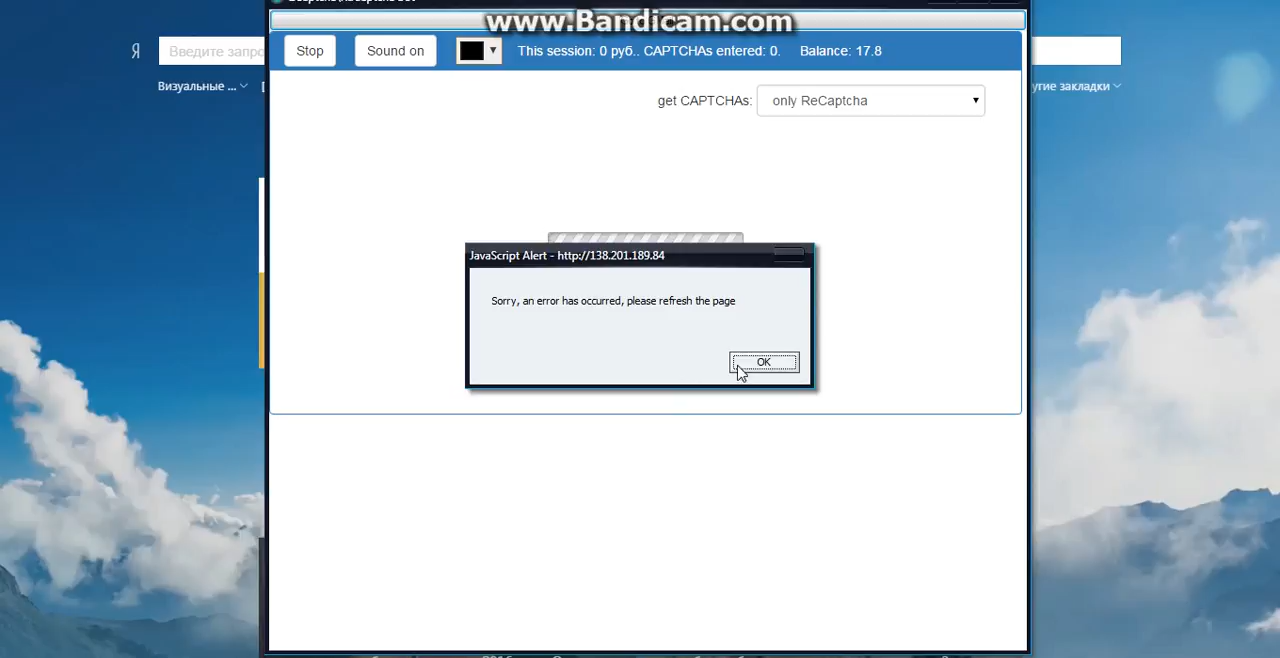 www.Bandicam.com
Я
Введите запро
Stop
Sound on
This session: 0 руб.. CAPTCHAs entered: 0.
Balance: 17.8
Визуальные ...
get CAPTCHAs:
only ReCaptcha
JavaScript Alert - http://138.201.189.84
Sorry, an error has occurred, please refresh the page
OK